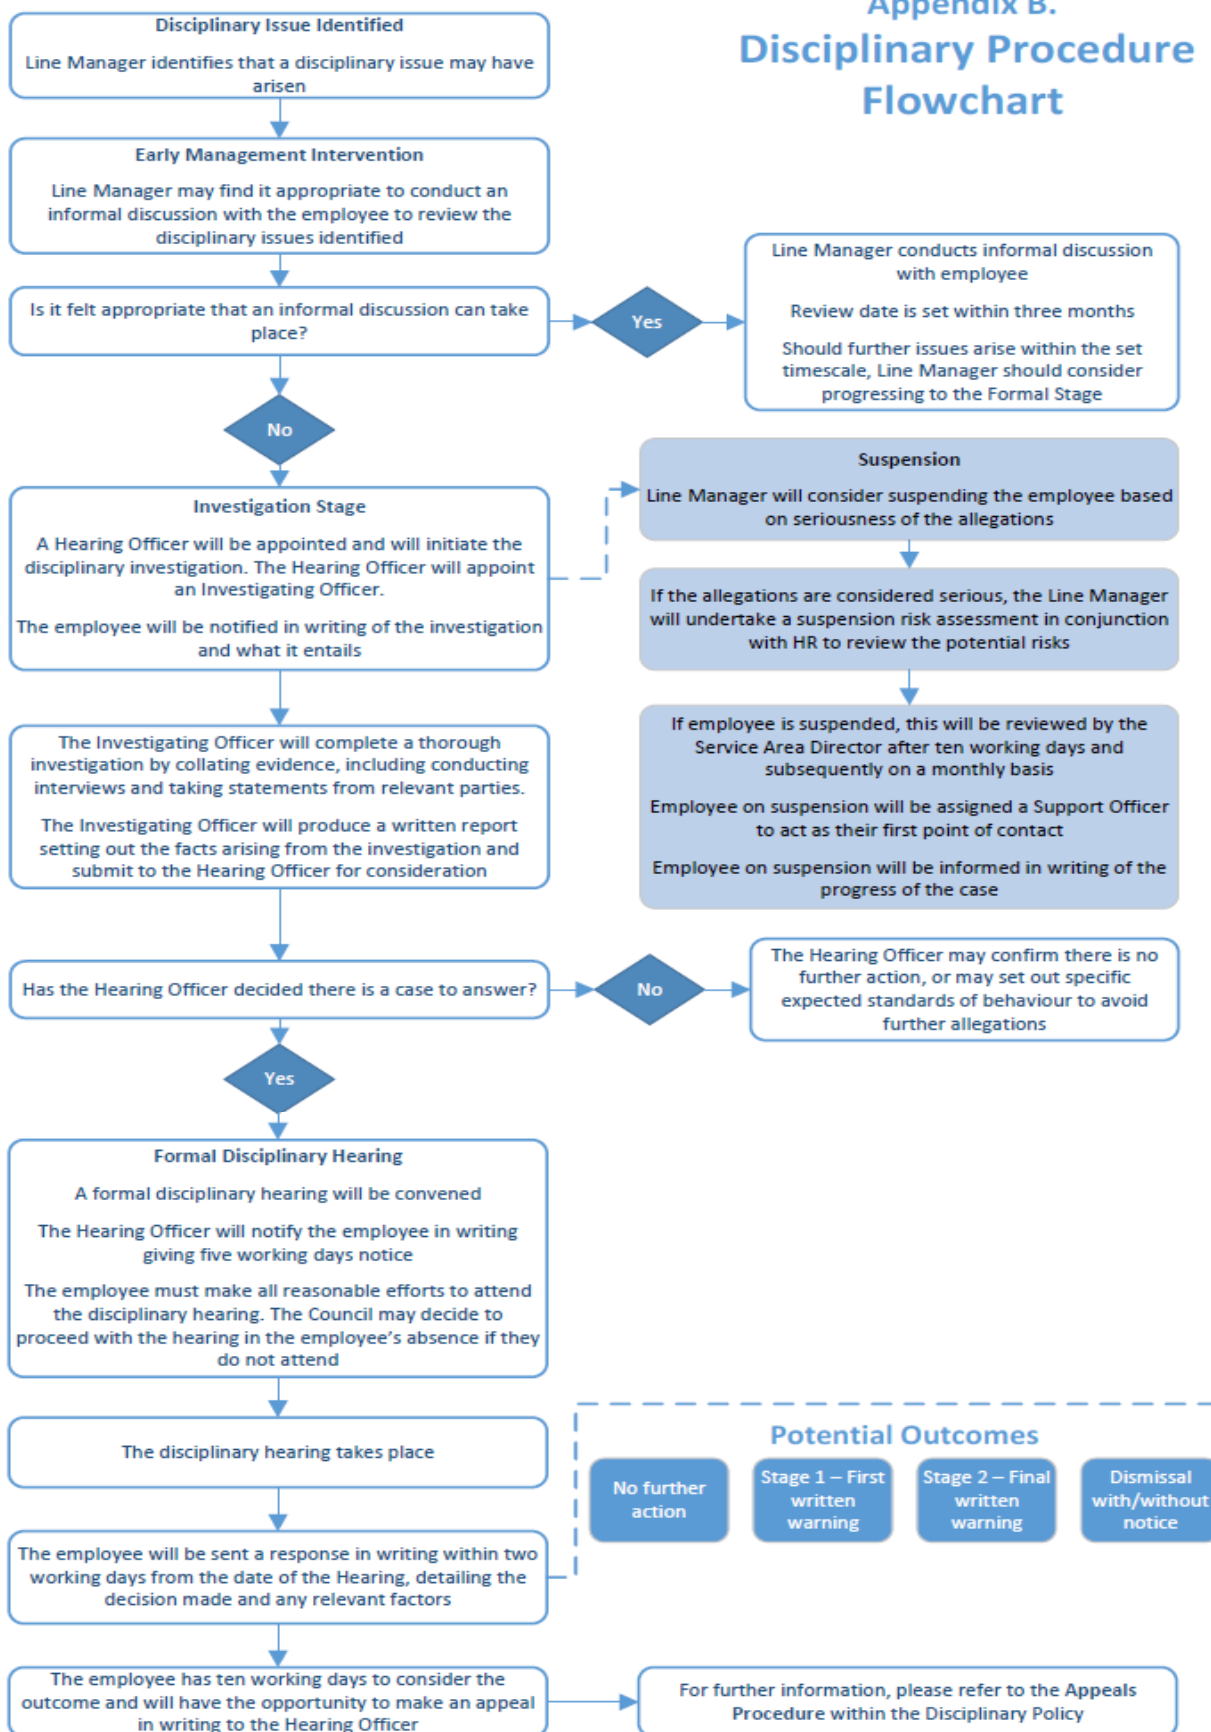 Appendix B.
Disciplinary Procedure
Flowchart
Disciplinary Issue Identified
Line Manager identifies that a disciplinary issue may have
arisen
Early Management Intervention
Line Manager may find it appropriate to conduct an
informal discussion with the employee to review the
disciplinary issues identified
Is it felt appropriate that an informal discussion can take
place?
Yes
Line Manager conducts informal discussion
with employee
Review date is set within three months
Should further issues arise within the set
timescale, Line Manager should consider
progressing to the Formal Stage
No
Investigation Stage
A Hearing Officer will be appointed and will initiate the
disciplinary investigation. The Hearing Officer will appoint
an Investigating Officer.
The employee will be notified in writing of the investigation
and what it entails
Suspension
Line Manager will consider suspending the employee based
on seriousness of the allegations
If the allegations are considered serious, the Line Manager
will undertake a suspension risk assessment in conjunction
with HR to review the potential risks
If employee is suspended, this will be reviewed by the
Service Area Director after ten working days and
subsequently on a monthly basis
Employee on suspension will be assigned a Support Officer
to act as their first point of contact
Employee on suspension will be informed in writing of the
progress of the case
The Investigating Officer will complete a thorough
investigation by collating evidence, including conducting
interviews and taking statements from relevant parties.
The Investigating Officer will produce a written report
setting out the facts arising from the investigation and
submit to the Hearing Officer for consideration
Has the Hearing Officer decided there is a case to answer?
No
The Hearing Officer may confirm there is no
further action, or may set out specific
expected standards of behaviour to avoid
further allegations
Yes
Formal Disciplinary Hearing
A formal disciplinary hearing will be convened
The Hearing Officer will notify the employee in writing
giving five working days notice
The employee must make all reasonable efforts to attend
the disciplinary hearing. The Council may decide to
proceed with the hearing in the employee's absence if they
do not attend
The disciplinary hearing takes place
Potential Outcomes
No further
action
Stage 1 – First
written
warning
Stage 2 – Final
written
warning
Dismissal
with/without
notice
The employee will be sent a response in writing within two
working days from the date of the Hearing, detailing the
decision made and any relevant factors
The employee has ten working days to consider the
outcome and will have the opportunity to make an appeal
in writing to the Hearing Officer
For further information, please refer to the Appeals
Procedure within the Disciplinary Policy